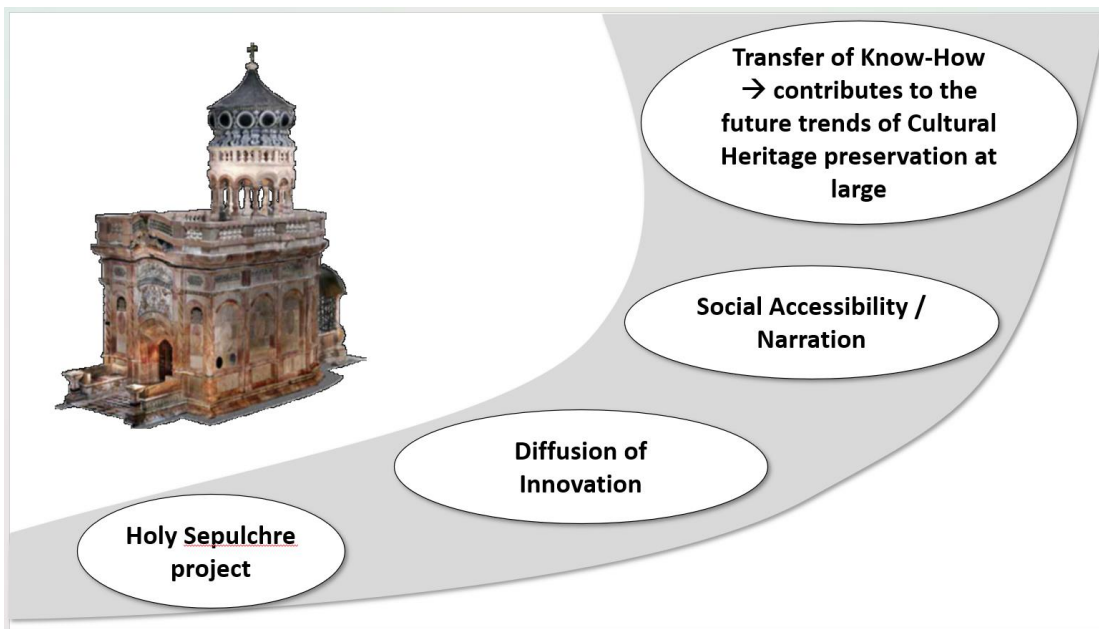 Transfer of Know-How
→ contributes to the
future trends of Cultural
Heritage preservation at
large
Social Accessibility /
Narration
Diffusion of
Innovation
Holy Sepulchre
project